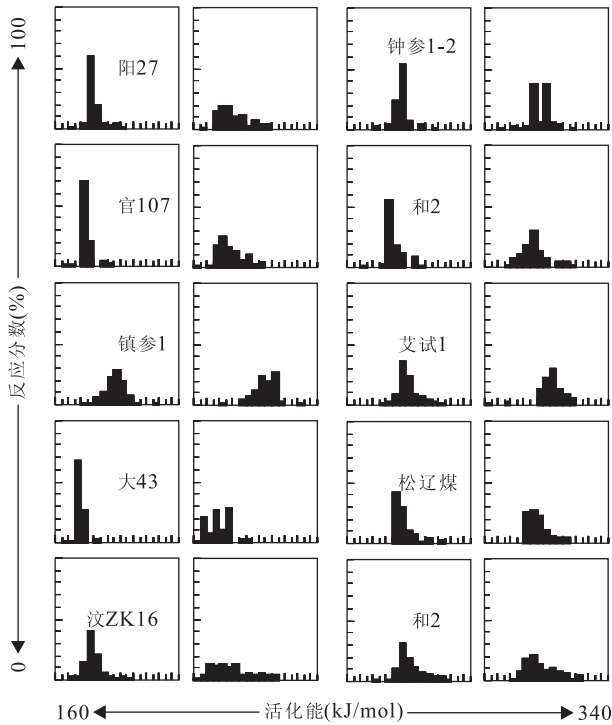 100
阳27
钟参1-2
官107
和2
反应分数(%)
镇参1
艾试1
大43
松辽煤
汶ZK16
和2
0
160
活化能(kJ/mol)
340